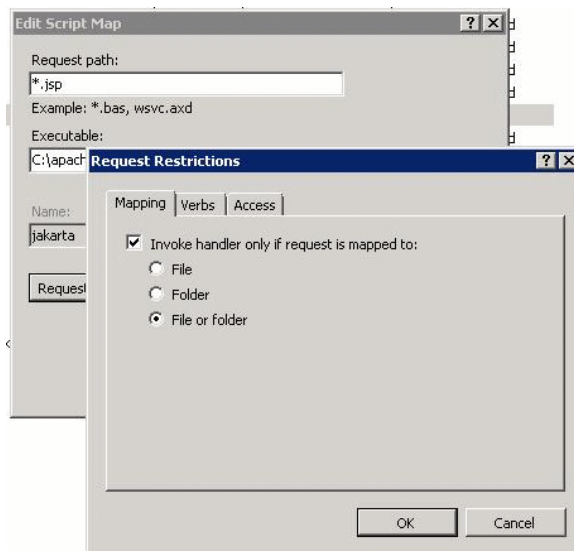 Edit Script Map
Request path:
*.jsp
Example: *.bas, wsvc.axd
Executable:
C:\apach
Request Restrictions
Name:
jakarta
Request
Mapping
Verbs
Access
Invoke handler only if request is mapped to:
File
Folder
File or folder
OK
Cancel